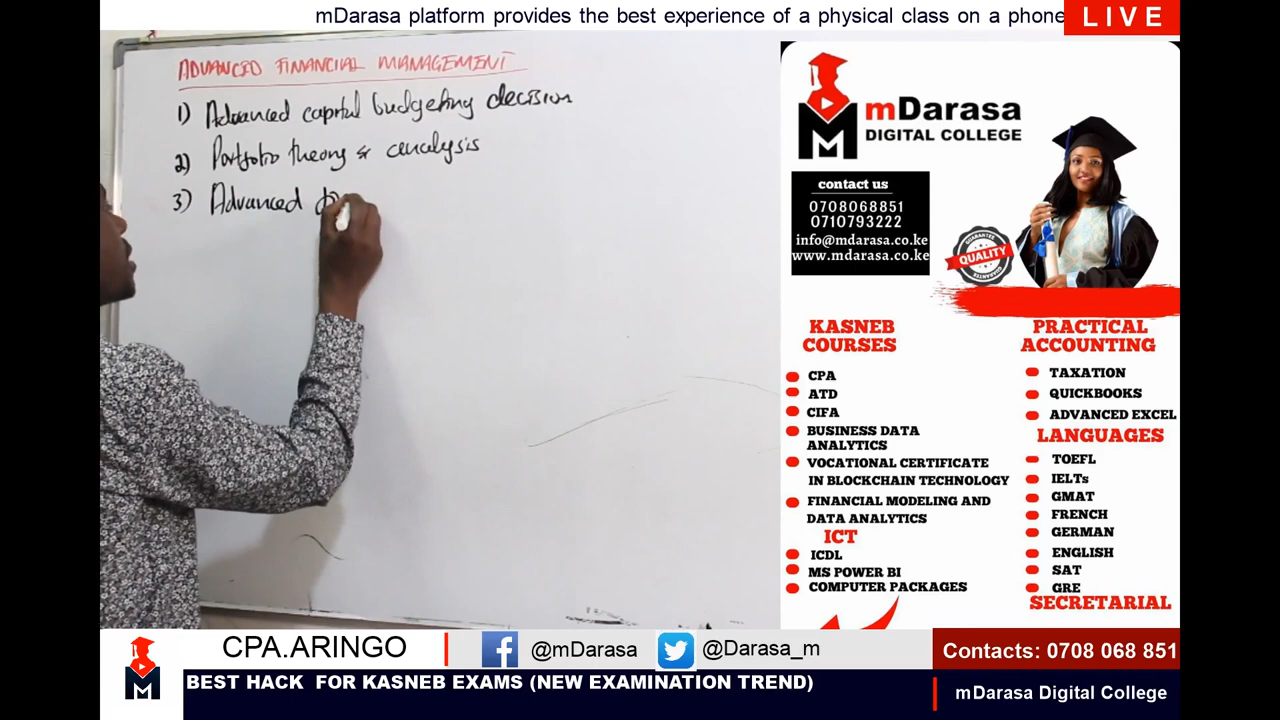 mDarasa platform provides the best experience of a physical class on a phone
LIVE
ADVANCED FINANCIAL MANAGEMENT
1) Advanced capital budgeting decision
2) Portfolio theory & analysis
3) Advanced
mDarasa
DIGITAL COLLEGE
contact us
0708068851
0710793222
info@mdarasa.co.ke
www.mdarasa.co.ke
GUARANTEE
QUALITY
GUARANTEE
KASNEB
COURSES
CPA
ATD
CIFA
BUSINESS DATA
ANALYTICS
VOCATIONAL CERTIFICATE
IN BLOCKCHAIN TECHNOLOGY
FINANCIAL MODELING AND
DATA ANALYTICS
ICT
ICDL
MS POWER BI
COMPUTER PACKAGES
PRACTICAL
ACCOUNTING
TAXATION
QUICKBOOKS
ADVANCED EXCEL
LANGUAGES
TOEFL
IELTs
GMAT
FRENCH
GERMAN
ENGLISH
SAT
GRE
SECRETARIAL
CPA.ARINGO
@mDarasa
@Darasa_m
Contacts: 0708 068 851
BEST HACK FOR KASNEB EXAMS (NEW EXAMINATION TREND)
mDarasa Digital College